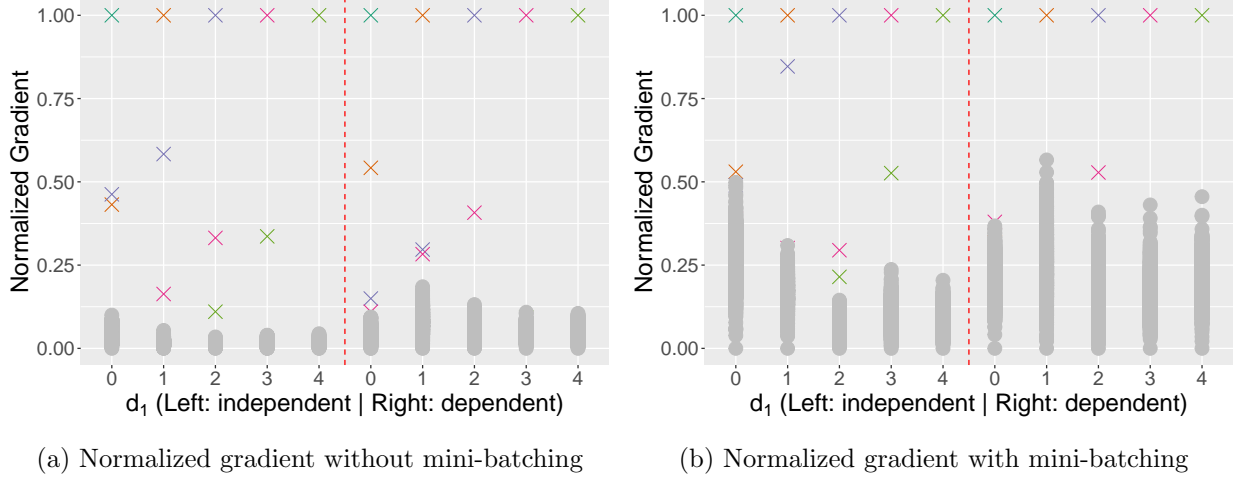 1.00
0.75
0.50
0.25
0.00
Normalized Gradient
0 1 2 3 4 0 1 2 3 4
d1 (Left: independent | Right: dependent)
(a) Normalized gradient without mini-batching
1.00
0.75
0.50
0.25
0.00
Normalized Gradient
0 1 2 3 4 0 1 2 3 4
d1 (Left: independent | Right: dependent)
(b) Normalized gradient with mini-batching